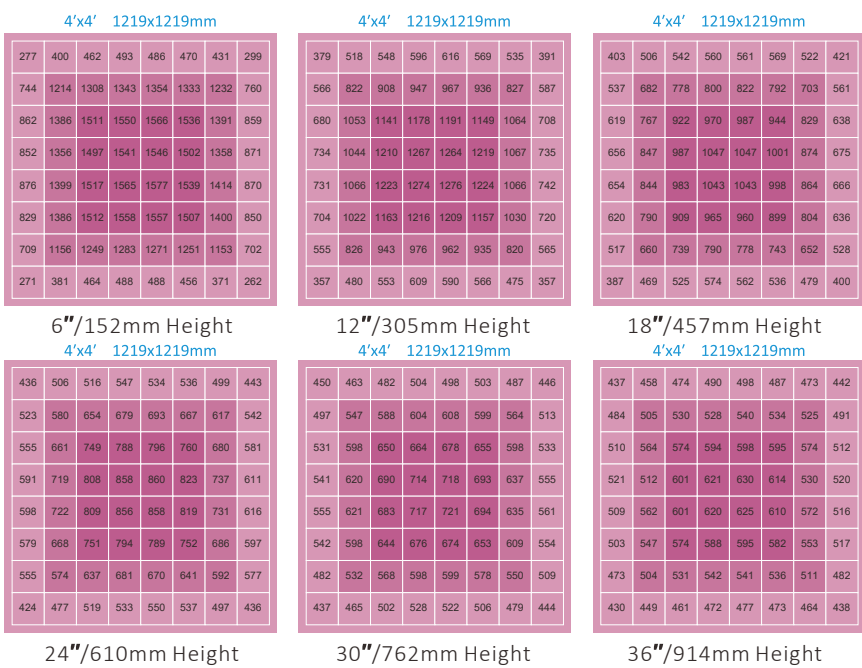 4’x4’ 1219x1219mm
277 400 462 493 486 470 431 299
744 1214 1308 1343 1354 1333 1232 760
862 1386 1511 1550 1566 1536 1391 859
852 1356 1497 1541 1546 1502 1358 871
876 1399 1517 1565 1577 1539 1414 870
829 1386 1512 1558 1557 1507 1400 850
709 1156 1249 1283 1271 1251 1153 702
271 381 464 488 488 456 371 262
6″/152mm Height
4’x4’ 1219x1219mm
379 518 548 596 616 569 535 391
566 822 908 947 967 936 827 587
680 1053 1141 1178 1191 1149 1064 708
734 1044 1210 1267 1264 1219 1067 735
731 1066 1223 1274 1276 1224 1066 742
704 1022 1163 1216 1209 1157 1030 720
555 826 943 976 962 935 820 565
357 480 553 609 590 566 475 357
12″/305mm Height
4’x4’ 1219x1219mm
403 506 542 560 561 569 522 421
537 682 778 800 822 792 703 561
619 767 922 970 987 944 829 638
656 847 987 1047 1047 1001 874 675
654 844 983 1043 1043 998 864 666
620 790 909 965 960 899 804 636
517 660 739 790 778 743 652 528
387 469 525 574 562 536 479 400
18″/457mm Height
4’x4’ 1219x1219mm
436 506 516 547 534 536 499 443
523 580 654 679 693 667 617 542
555 661 749 788 796 760 680 581
591 719 808 858 860 823 737 611
598 722 809 856 858 819 731 616
579 668 751 794 789 752 686 597
555 574 637 681 670 641 592 577
424 477 519 533 550 537 497 436
24″/610mm Height
4’x4’ 1219x1219mm
450 463 482 504 498 503 487 446
497 547 588 604 608 599 564 513
531 598 650 664 678 655 598 533
541 620 690 714 718 693 637 555
555 621 683 717 721 694 635 561
542 598 644 676 674 653 609 554
482 532 568 598 599 578 550 509
437 465 502 528 522 506 479 444
30″/762mm Height
4’x4’ 1219x1219mm
437 458 474 490 498 487 473 442
484 505 530 528 540 534 525 491
510 564 574 594 598 595 574 512
521 512 601 621 630 614 530 520
509 562 601 620 625 610 572 516
503 547 574 588 595 582 553 517
473 504 531 542 541 536 511 482
430 449 461 472 477 473 464 438
36″/914mm Height